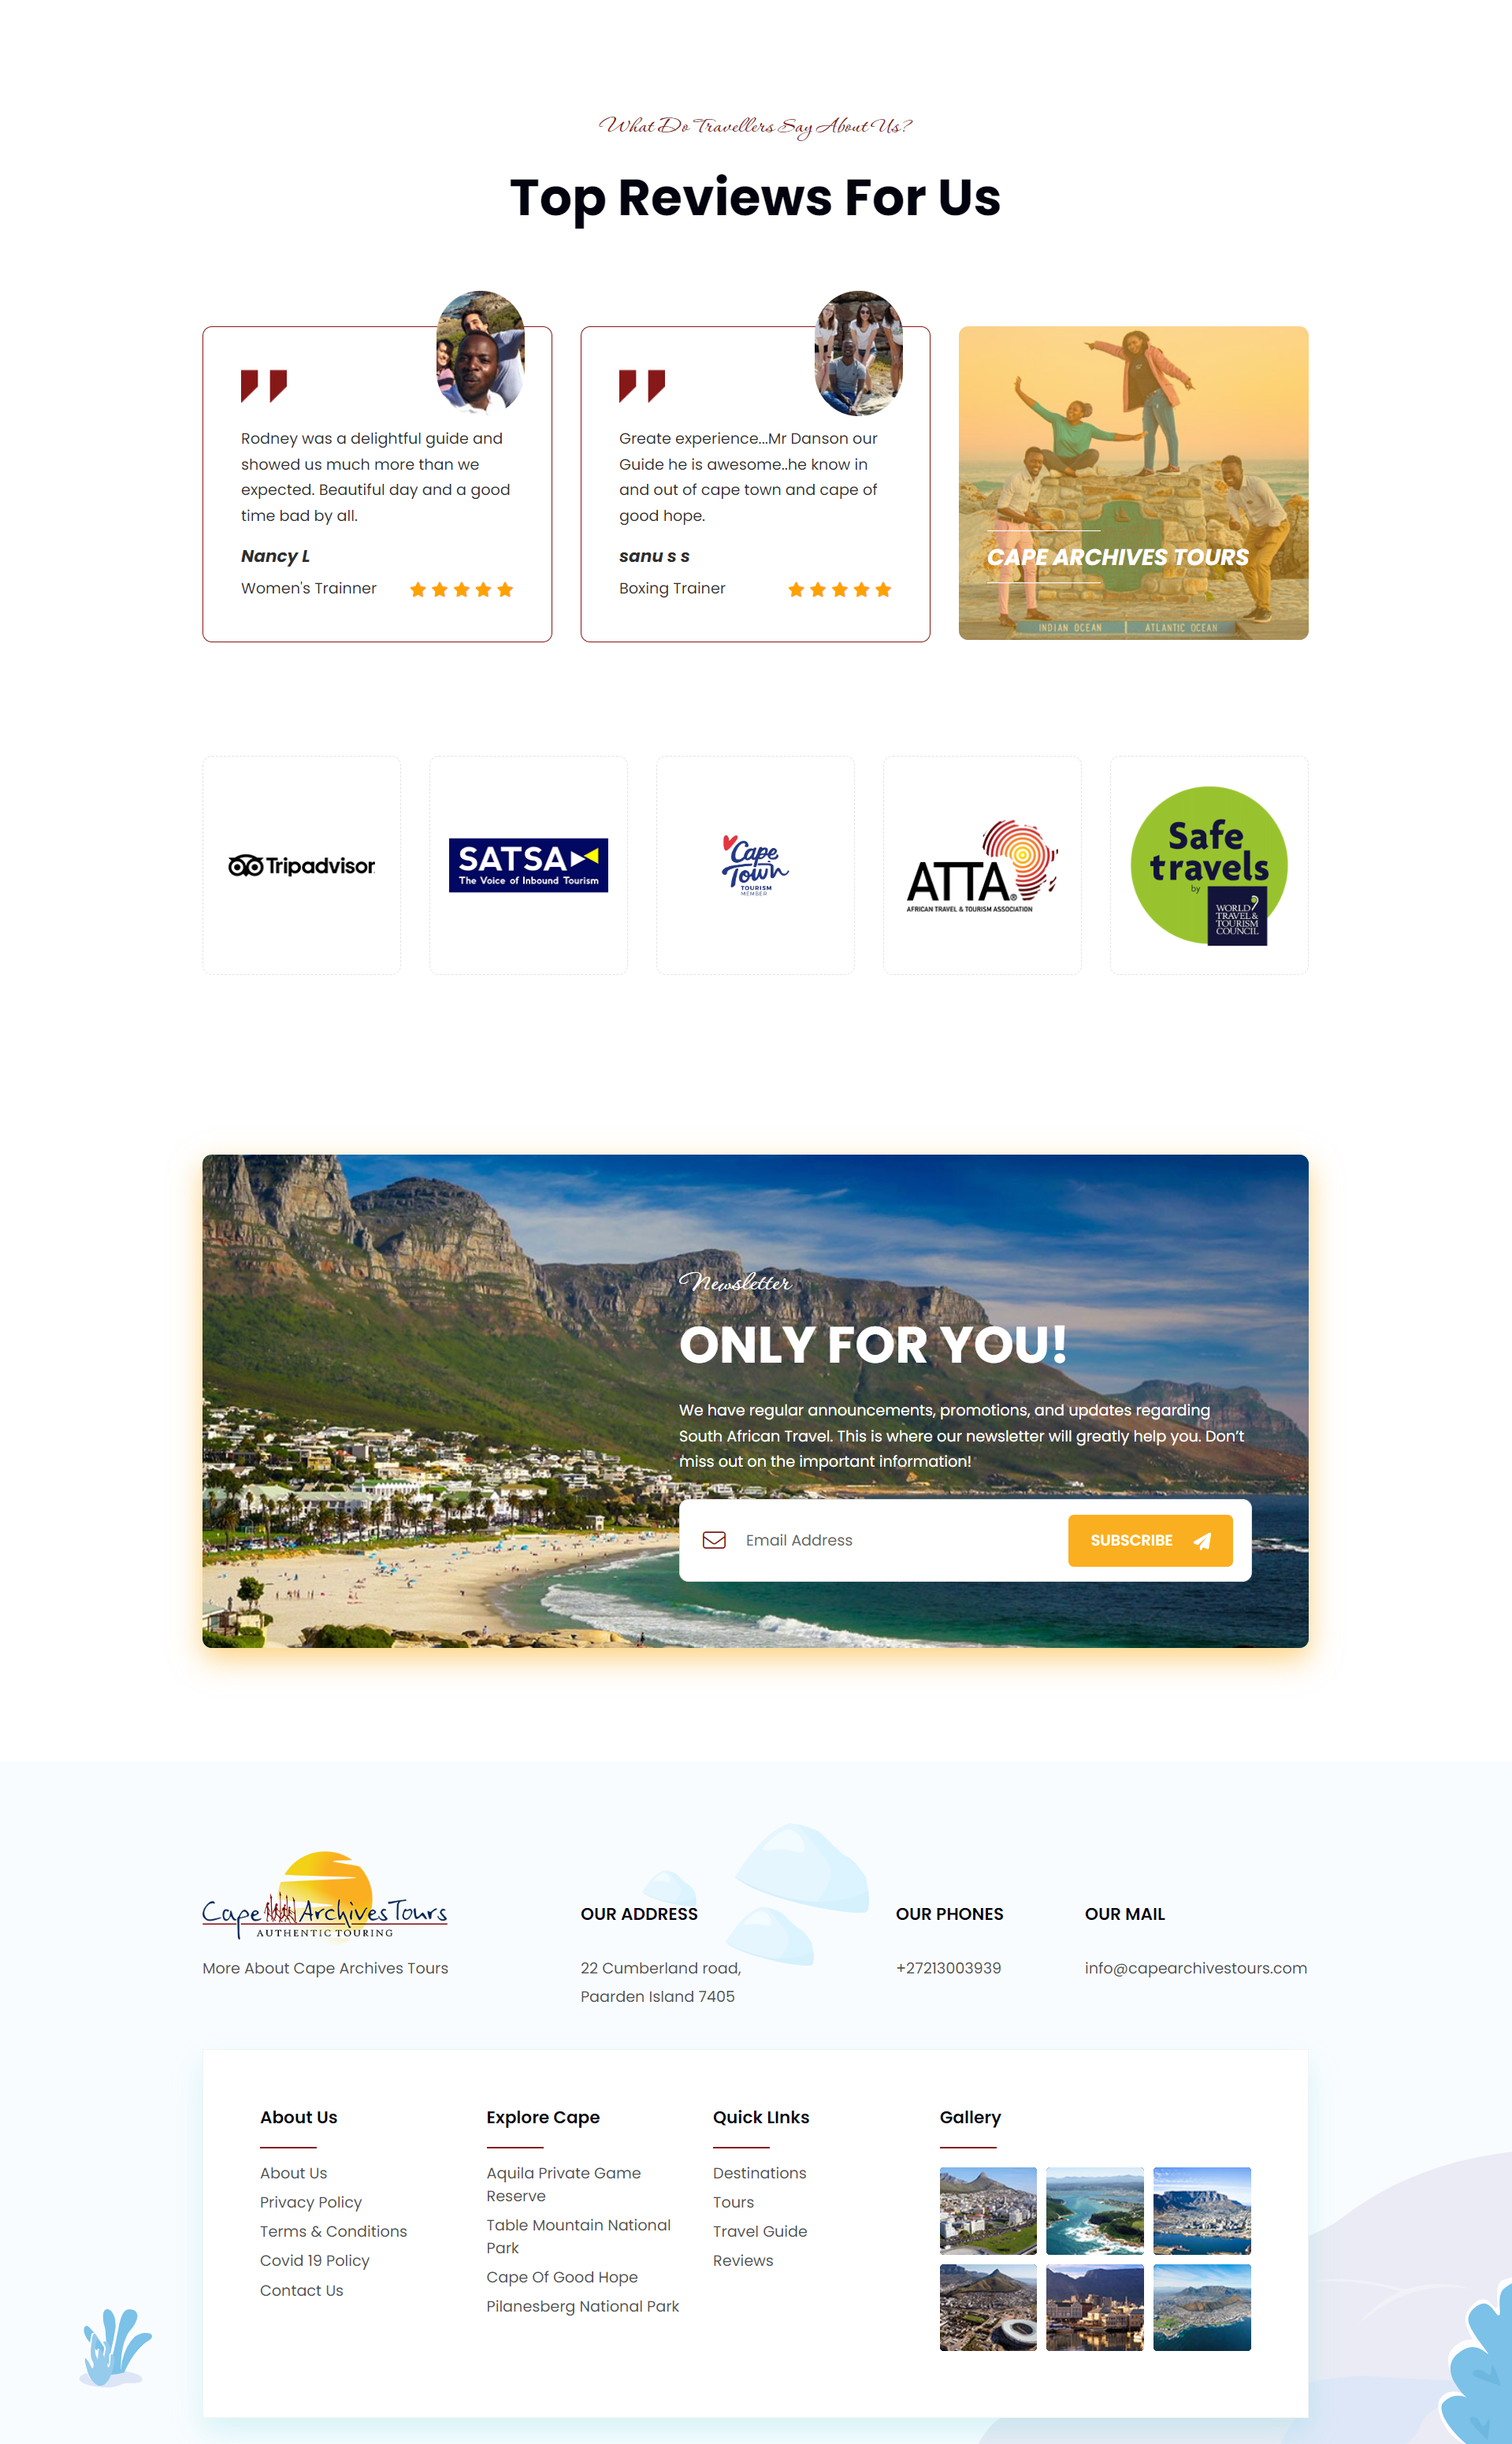 What Do Travellers Say About Us?
Top Reviews For Us
Rodney was a delightful guide and
showed us much more than we
expected. Beautiful day and a good
time bad by all.
Nancy L
Women's Trainner
Greate experience...Mr Danson our
Guide he is awesome..he know in
and out of cape town and cape of
good hope.
sanu s s
Boxing Trainer
CAPE ARCHIVES TOURS
INDIAN OCEAN
ATLANTIC OCEAN
Tripadvisor
SATSA
The Voice of Inbound Tourism
Cape
Town
TOURISM
MEMBER
ATTA®
AFRICAN TRAVEL & TOURISM ASSOCIATION
Safe
travels
by
WORLD
TRAVEL &
TOURISM
COUNCIL
Newsletter
ONLY FOR YOU!
We have regular announcements, promotions, and updates regarding
South African Travel. This is where our newsletter will greatly help you. Don't
miss out on the important information!
Email Address
SUBSCRIBE
Cape Archives Tours
AUTHENTIC TOURING
More About Cape Archives Tours
OUR ADDRESS
22 Cumberland road,
Paarden Island 7405
OUR PHONES
+27213003939
OUR MAIL
info@capearchivestours.com
About Us
About Us
Privacy Policy
Terms & Conditions
Covid 19 Policy
Contact Us
Explore Cape
Aquila Private Game
Reserve
Table Mountain National
Park
Cape Of Good Hope
Pilanesberg National Park
Quick LInks
Destinations
Tours
Travel Guide
Reviews
Gallery